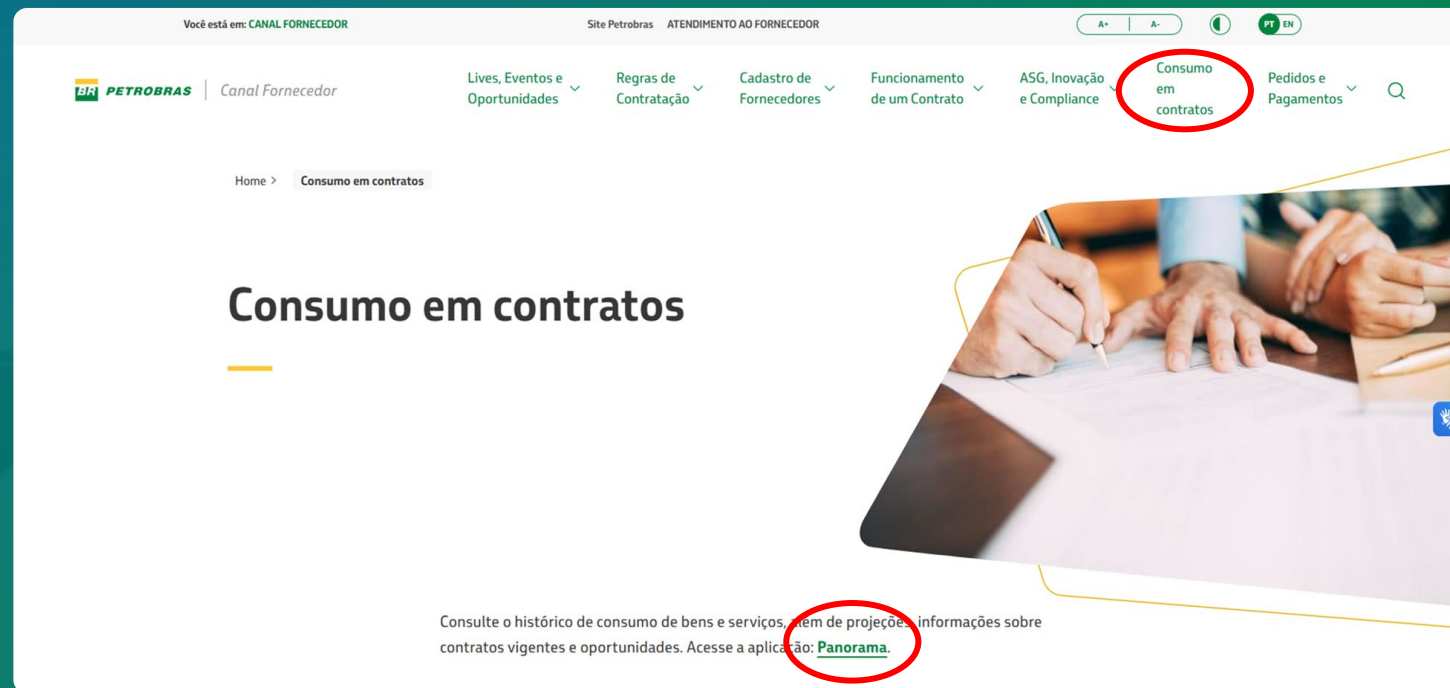 Você está em: CANAL FORNECEDOR
Site Petrobras ATENDIMENTO AO FORNECEDOR
A+ | A-
PT EN
BR PETROBRAS
Canal Fornecedor
Lives, Eventos e
Oportunidades
Regras de
Contratação
Cadastro de
Fornecedores
Funcionamento
de um Contrato
ASG, Inovação
e Compliance
Consumo
em
contratos
Pedidos e
Pagamentos
Home > Consumo em contratos
Consumo em contratos
Consulte o histórico de consumo de bens e serviços, além de projeções, informações sobre
contratos vigentes e oportunidades. Acesse a aplicação: Panorama.